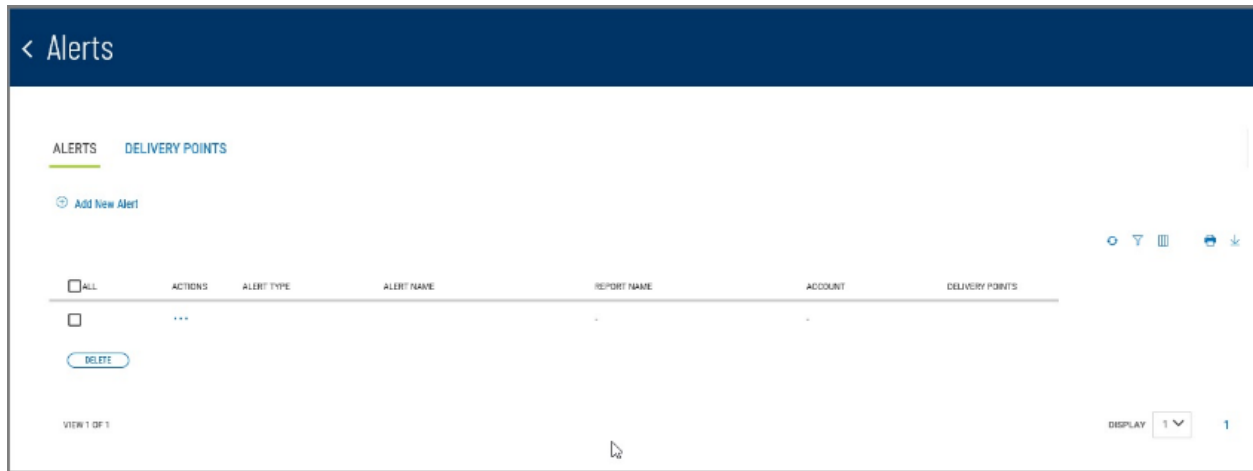 < Alerts
ALERTS DELIVERY POINTS
Add New Alert
ALL ACTIONS ALERT TYPE ALERT NAME REPORT NAME ACCOUNT DELIVERY POINTS
... - -
DELETE
VIEW 1 OF 1 DISPLAY 1 1